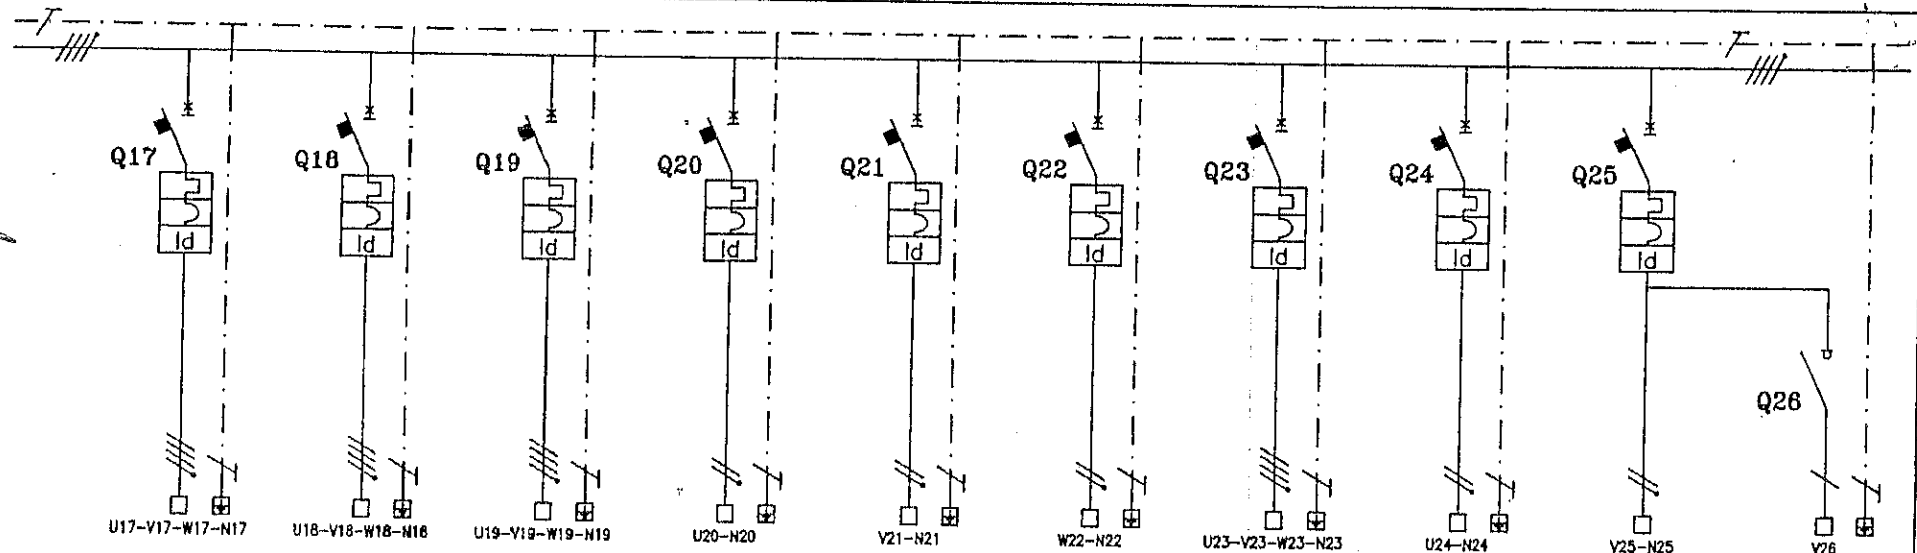 Q17 Q18 Q19 Q20 Q21 Q22 Q23 Q24 Q25
Id Id Id Id Id Id Id Id Id
Q26
U17-V17-W17-N17 U18-V18-W18-N18 U19-V19-W19-N19 U20-N20 V21-N21 W22-N22 U23-V23-W23-N23 U24-N24 V25-N25 V26